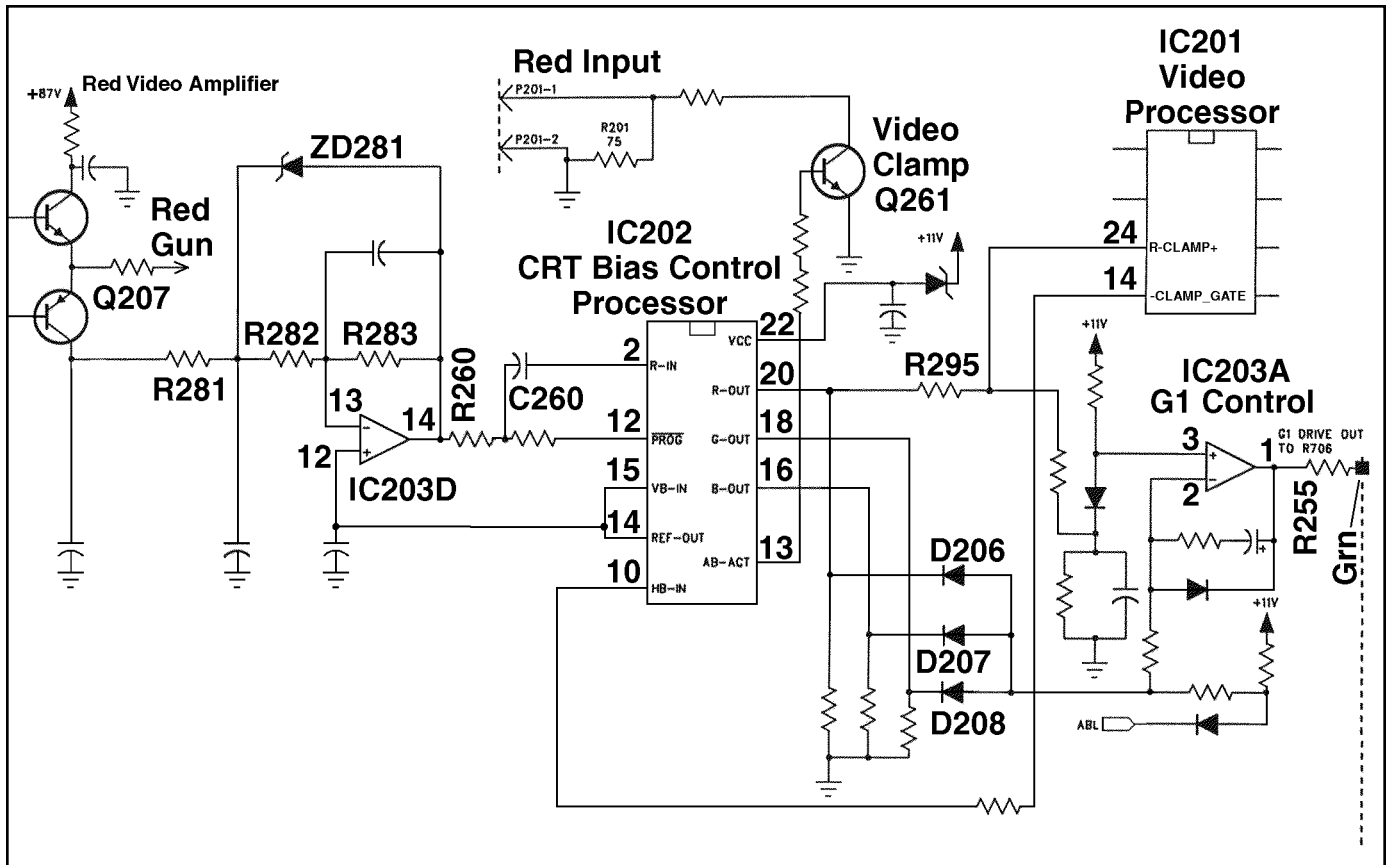 Red Video Amplifier
+87V
Red Input
P201-1
P201-2
R201
75
ZD281
Red
Gun
Q207
Video
Clamp
Q261
IC201
Video
Processor
24
R-CLAMP+
14
-CLAMP_GATE
IC202
CRT Bias Control
Processor
+11V
R281
R282
R283
13
12
14
IC203D
R260
C260
2
R-IN
12
PROG
15
VB-IN
14
REF-OUT
10
HB-IN
22
VCC
20
R-OUT
18
G-OUT
16
B-OUT
13
AB-ACT
R295
+11V
IC203A
G1 Control
3
2
1
G1 DRIVE OUT
TO R706
R255
Grn
D206
D207
D208
+11V
ABL